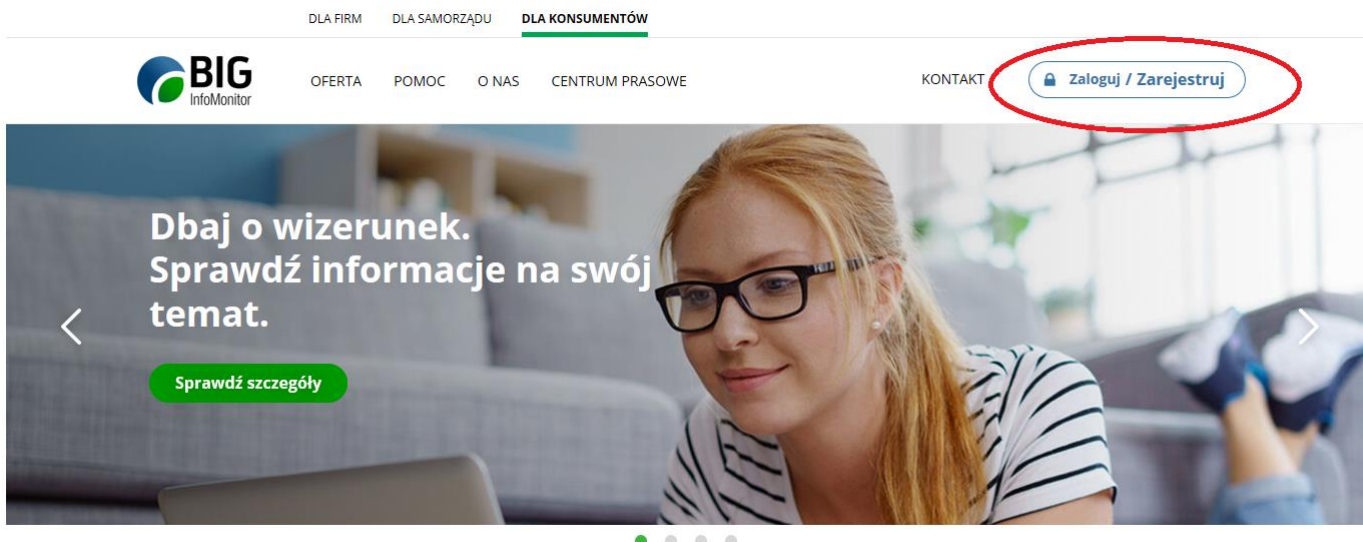 DLA FIRM DLA SAMORZĄDU DLA KONSUMENTÓW
BIG
InfoMonitor
OFERTA POMOC O NAS CENTRUM PRASOWE KONTAKT Zaloguj / Zarejestruj
Dbaj o wizerunek.
Sprawdź informacje na swój
temat.
Sprawdź szczegóły